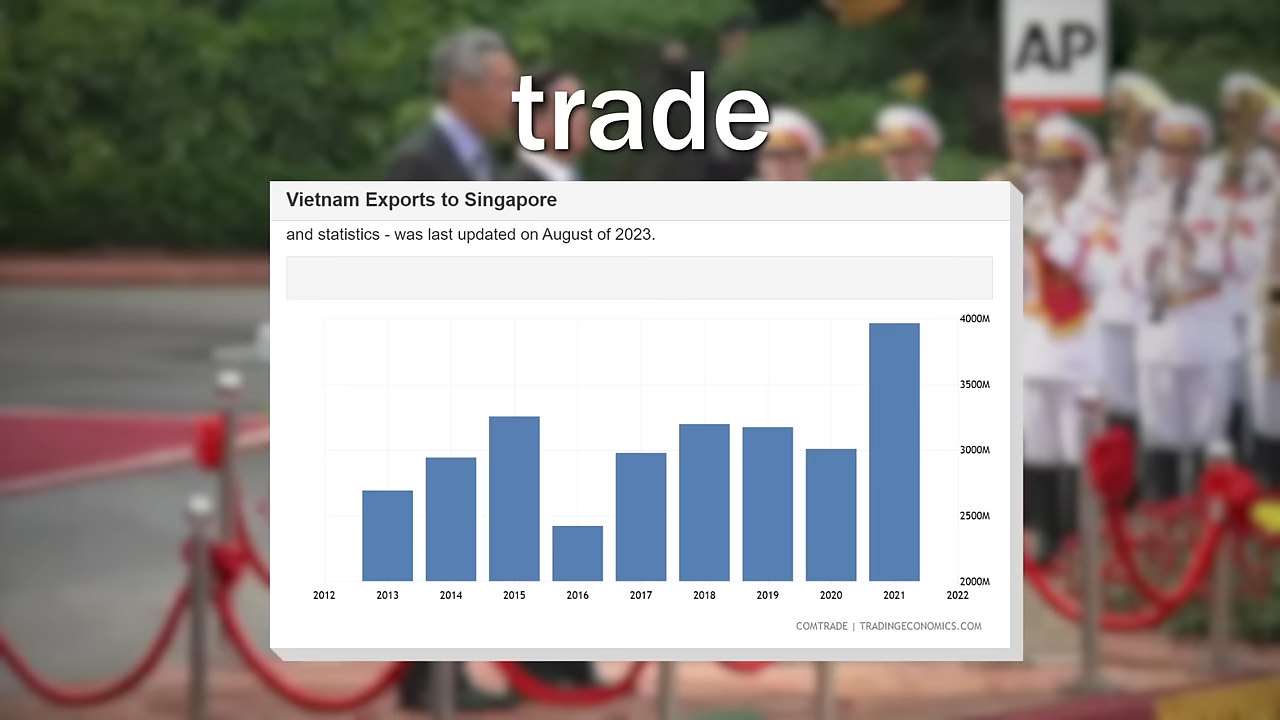 AP
trade
Vietnam Exports to Singapore
and statistics - was last updated on August of 2023.
4000M
3500M
3000M
2500M
2000M
2012 2013 2014 2015 2016 2017 2018 2019 2020 2021 2022
COMTRADE | TRADINGECONOMICS.COM